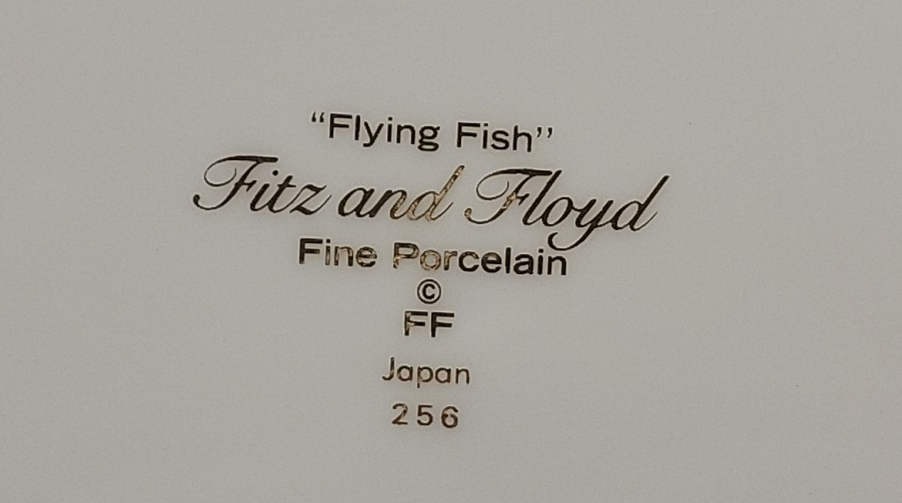 “Flying Fish’’
Fitz and Floyd
Fine Porcelain
©
FF
Japan
256